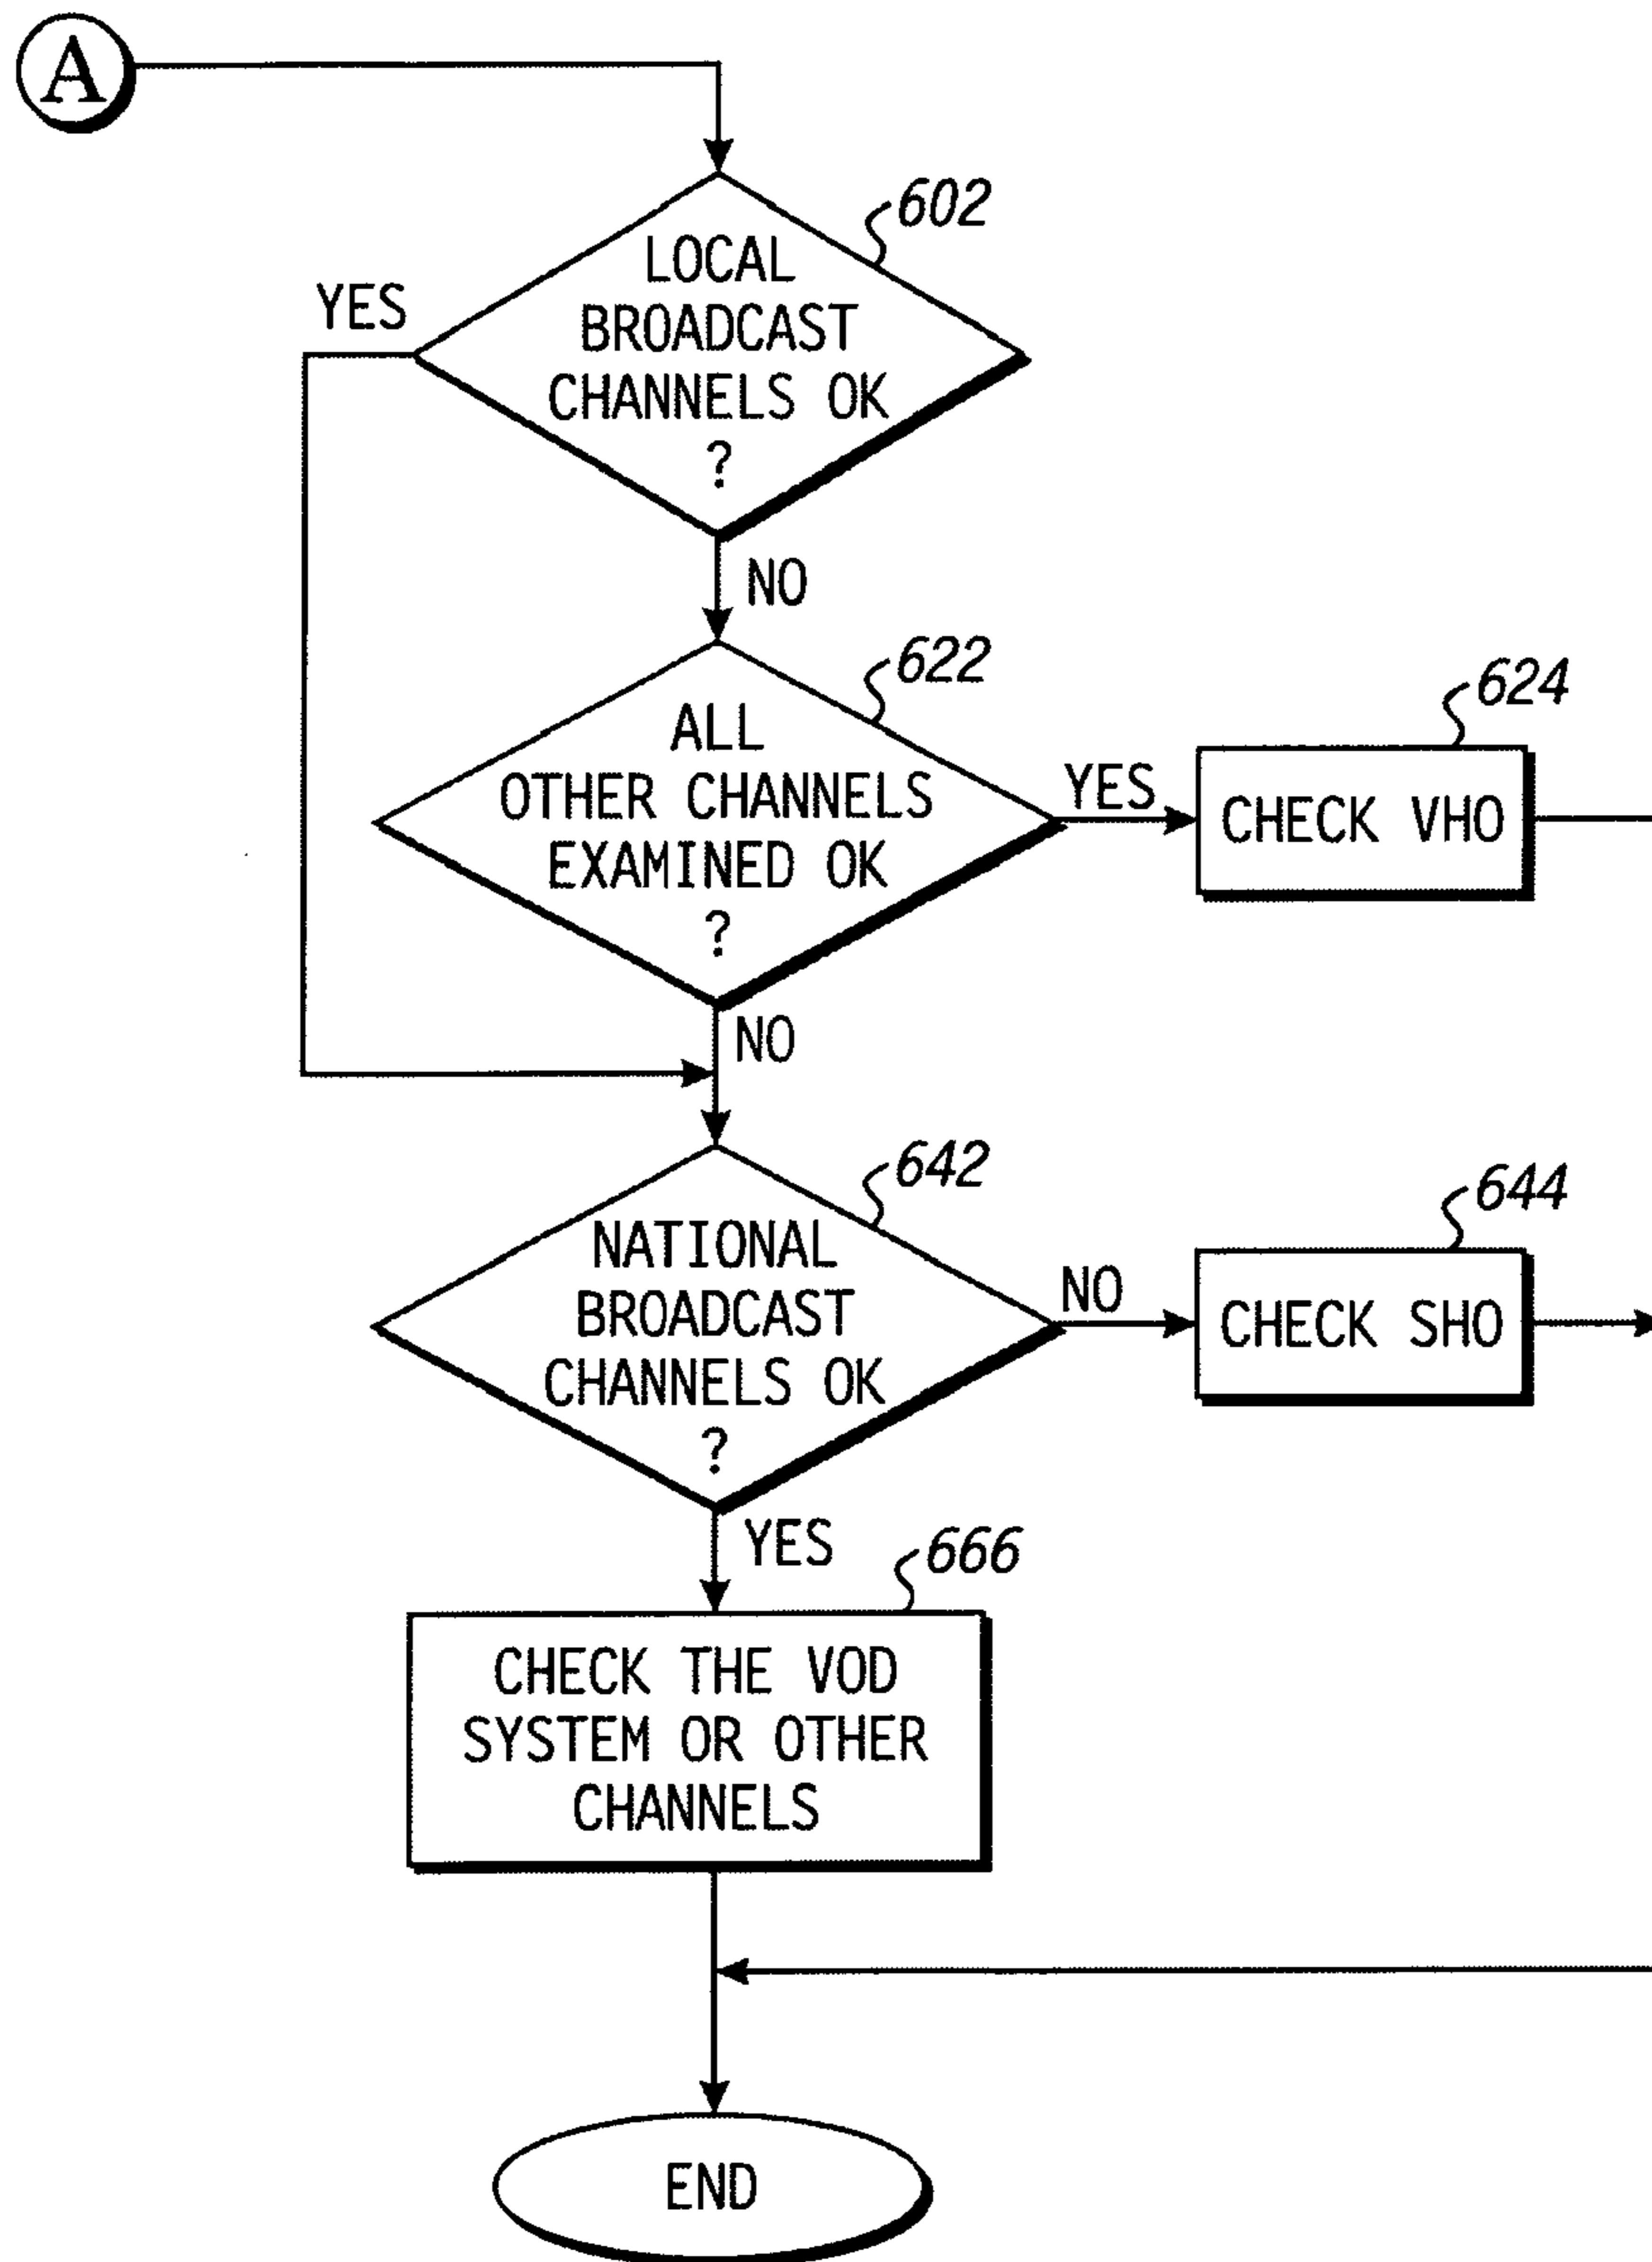 A
602
LOCAL
BROADCAST
CHANNELS OK
?
YES
NO
622
ALL
OTHER CHANNELS
EXAMINED OK
?
YES
624
CHECK VHO
NO
642
NATIONAL
BROADCAST
CHANNELS OK
?
NO
644
CHECK SHO
YES
666
CHECK THE VOD
SYSTEM OR OTHER
CHANNELS
END